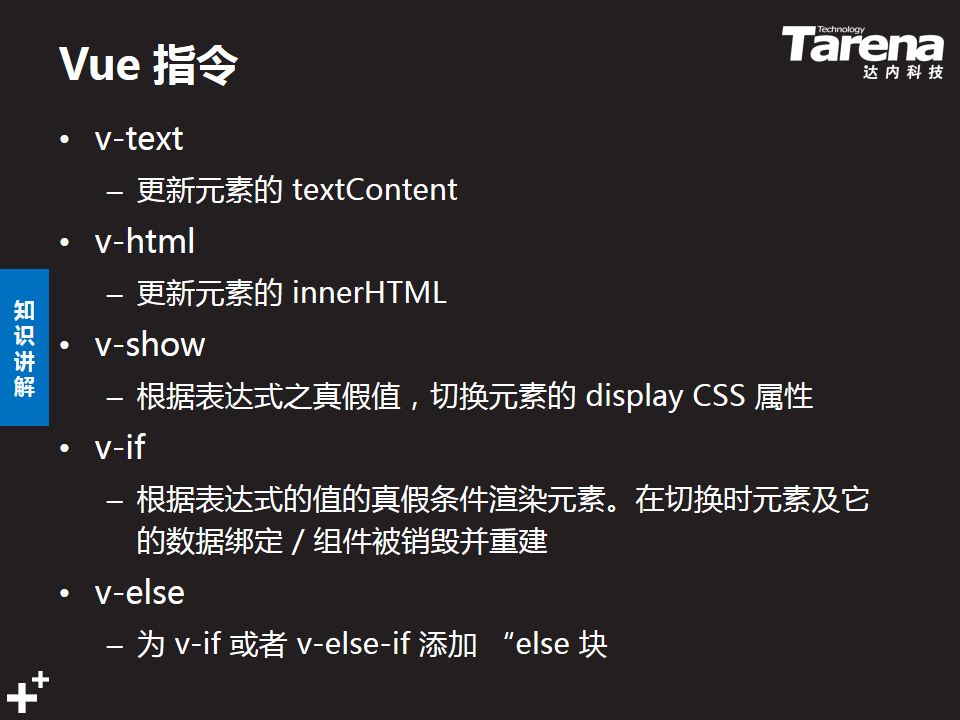 Vue 指令
Technology
Tarena
达内科技
• v-text
– 更新元素的 textContent
• v-html
– 更新元素的 innerHTML
• v-show
– 根据表达式之真假值，切换元素的 display CSS 属性
• v-if
– 根据表达式的值的真假条件渲染元素。在切换时元素及它
的数据绑定 / 组件被销毁并重建
• v-else
– 为 v-if 或者 v-else-if 添加 “else 块
知识讲解